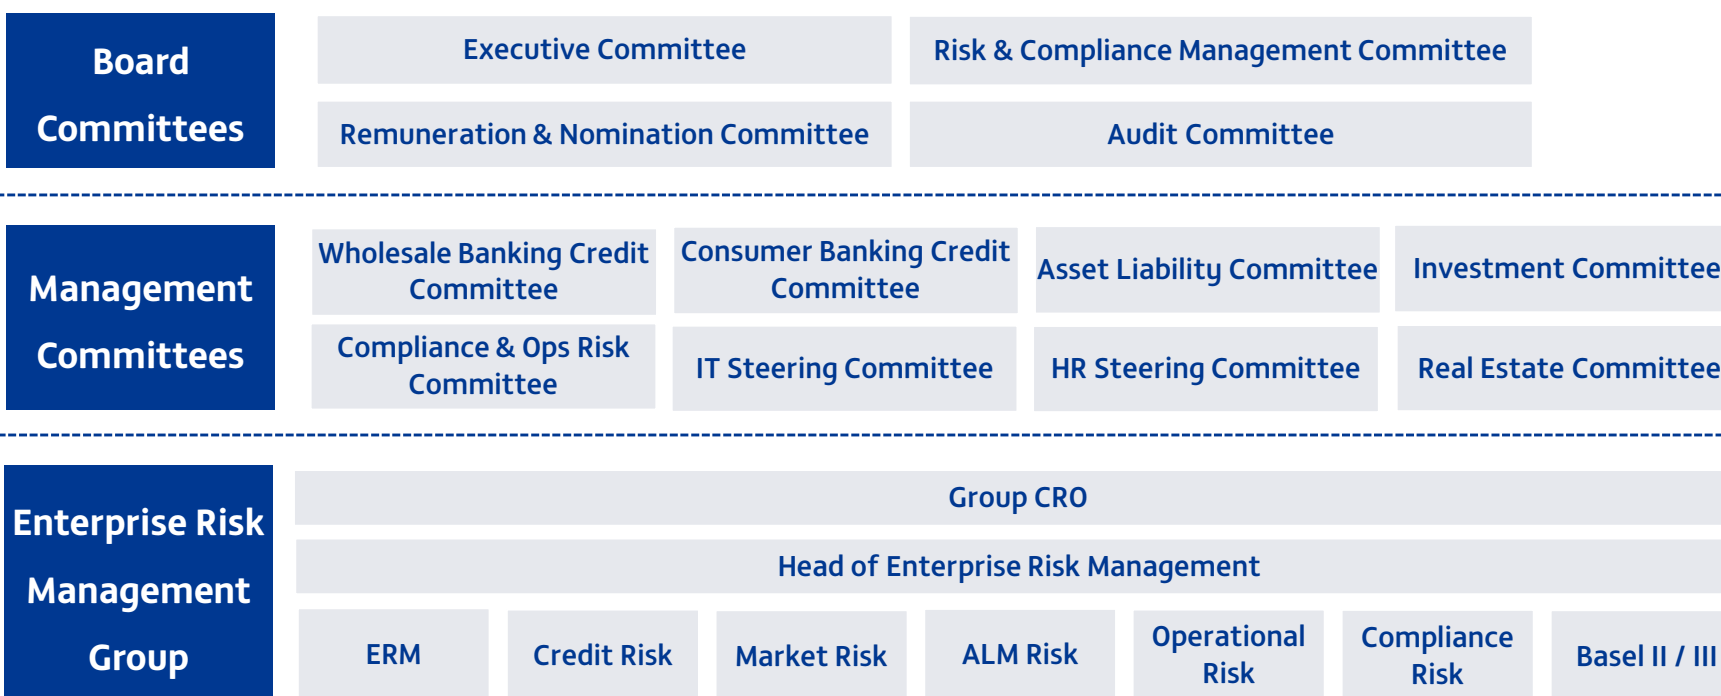 Board
Committees
Executive Committee
Risk & Compliance Management Committee
Remuneration & Nomination Committee
Audit Committee
Management
Committees
Wholesale Banking Credit
Committee
Consumer Banking Credit
Committee
Asset Liability Committee
Investment Committee
Compliance & Ops Risk
Committee
IT Steering Committee
HR Steering Committee
Real Estate Committee
Enterprise Risk
Management
Group
Group CRO
Head of Enterprise Risk Management
ERM
Credit Risk
Market Risk
ALM Risk
Operational
Risk
Compliance
Risk
Basel II / III